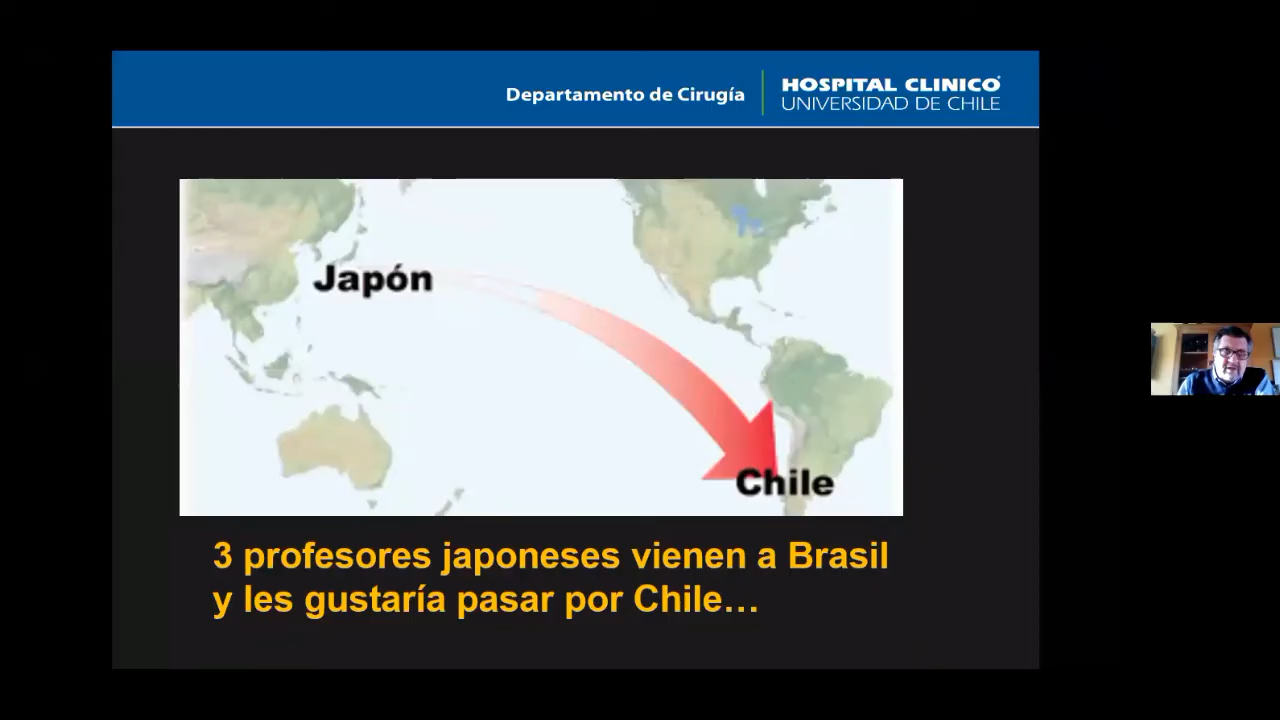 Departamento de Cirugía
HOSPITAL CLINICO
UNIVERSIDAD DE CHILE
Japón
Chile
3 profesores japoneses vienen a Brasil
y les gustaría pasar por Chile…